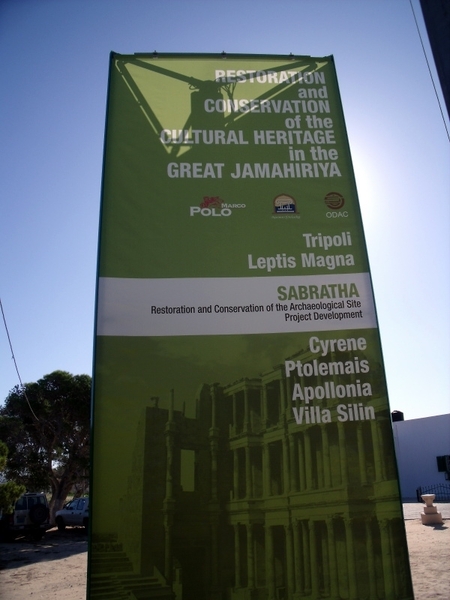 RESTORATION
and
CONSERVATION
of the
CULTURAL HERITAGE
in the
GREAT JAMAHIRIYA
MARCO
POLO
ODAC
Tripoli
Leptis Magna
SABRATHA
Restoration and Conservation of the Archaeological Site
Project Development
Cyrene
Ptolemais
Apollonia
Villa Silin